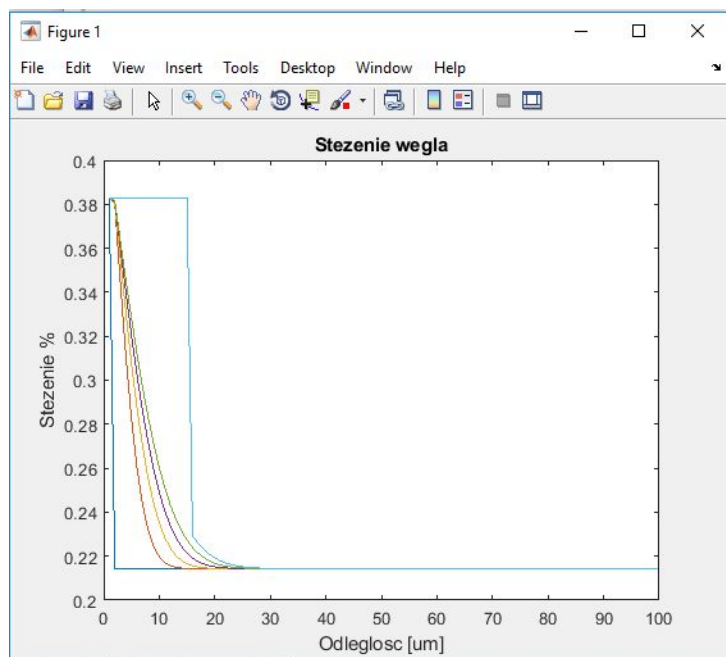 Figure 1
File Edit View Insert Tools Desktop Window Help
Stezenie wegla
0.4
0.38
0.36
0.34
0.32
0.3
0.28
0.26
0.24
0.22
0.2
Stezenie %
0 10 20 30 40 50 60 70 80 90 100
Odleglosc [um]